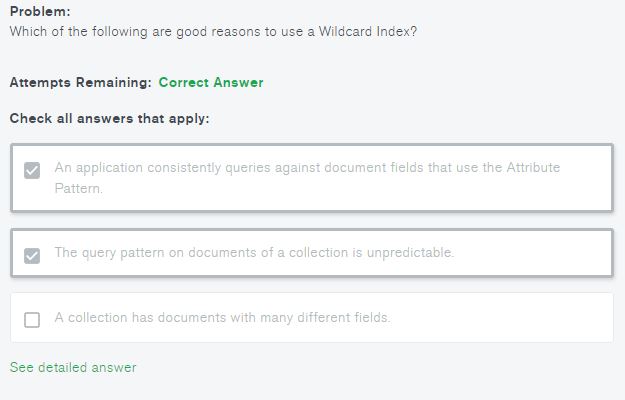 Problem:
Which of the following are good reasons to use a Wildcard Index?
Attempts Remaining: Correct Answer
Check all answers that apply:
An application consistently queries against document fields that use the Attribute
Pattern.
The query pattern on documents of a collection is unpredictable.
A collection has documents with many different fields.
See detailed answer